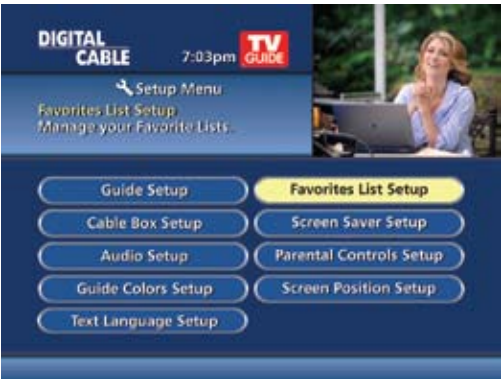 DIGITAL
CABLE
7:03pm
TV
GUIDE
Setup Menu
Favorites List Setup
Manage your Favorite Lists.
Guide Setup
Favorites List Setup
Cable Box Setup
Screen Saver Setup
Audio Setup
Parental Controls Setup
Guide Colors Setup
Screen Position Setup
Text Language Setup